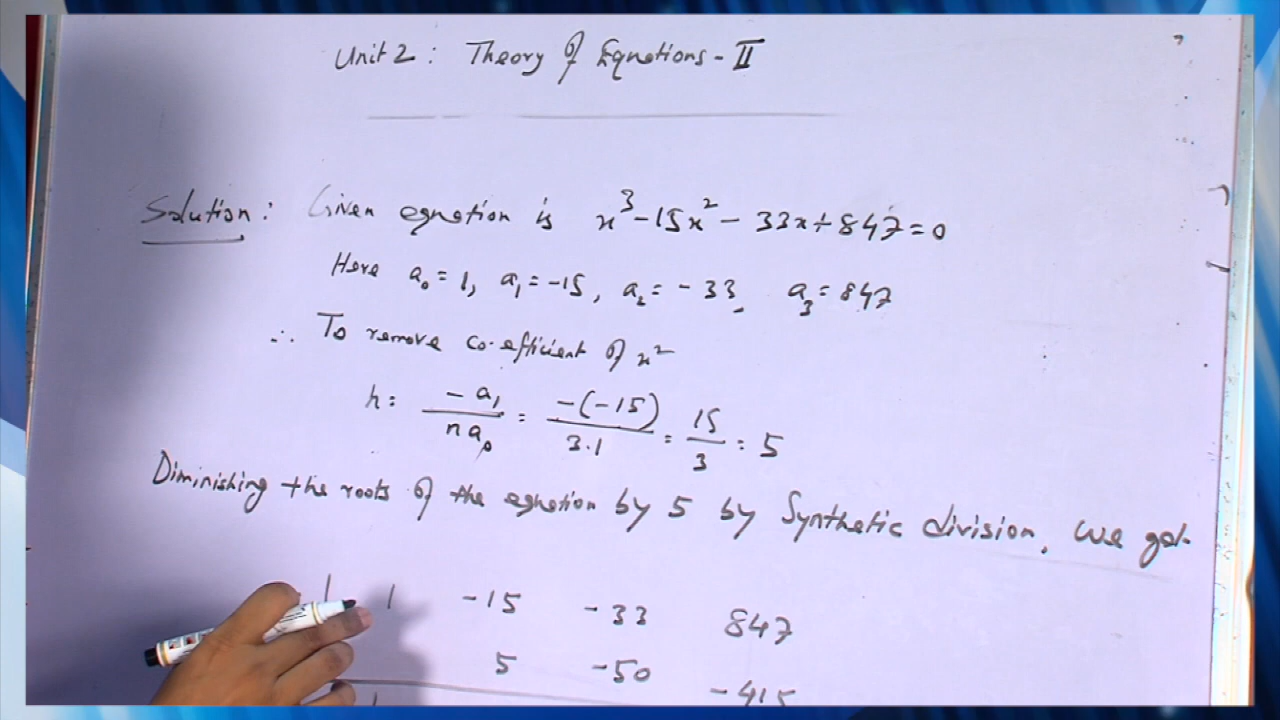 Unit 2 : Theory of Equations - II
Solution : Given equation is x³ - 15x² - 33x + 847 = 0
Here a₀ = 1, a₁ = -15, a₂ = -33, a₃ = 847
∴ To remove co-efficient of x²
h = -a₁/na₀ = -(-15)/3.1 = 15/3 = 5
Diminishing the roots of the equation by 5 by Synthetic division, we get
1 -15 -33 847
5 -50 -415